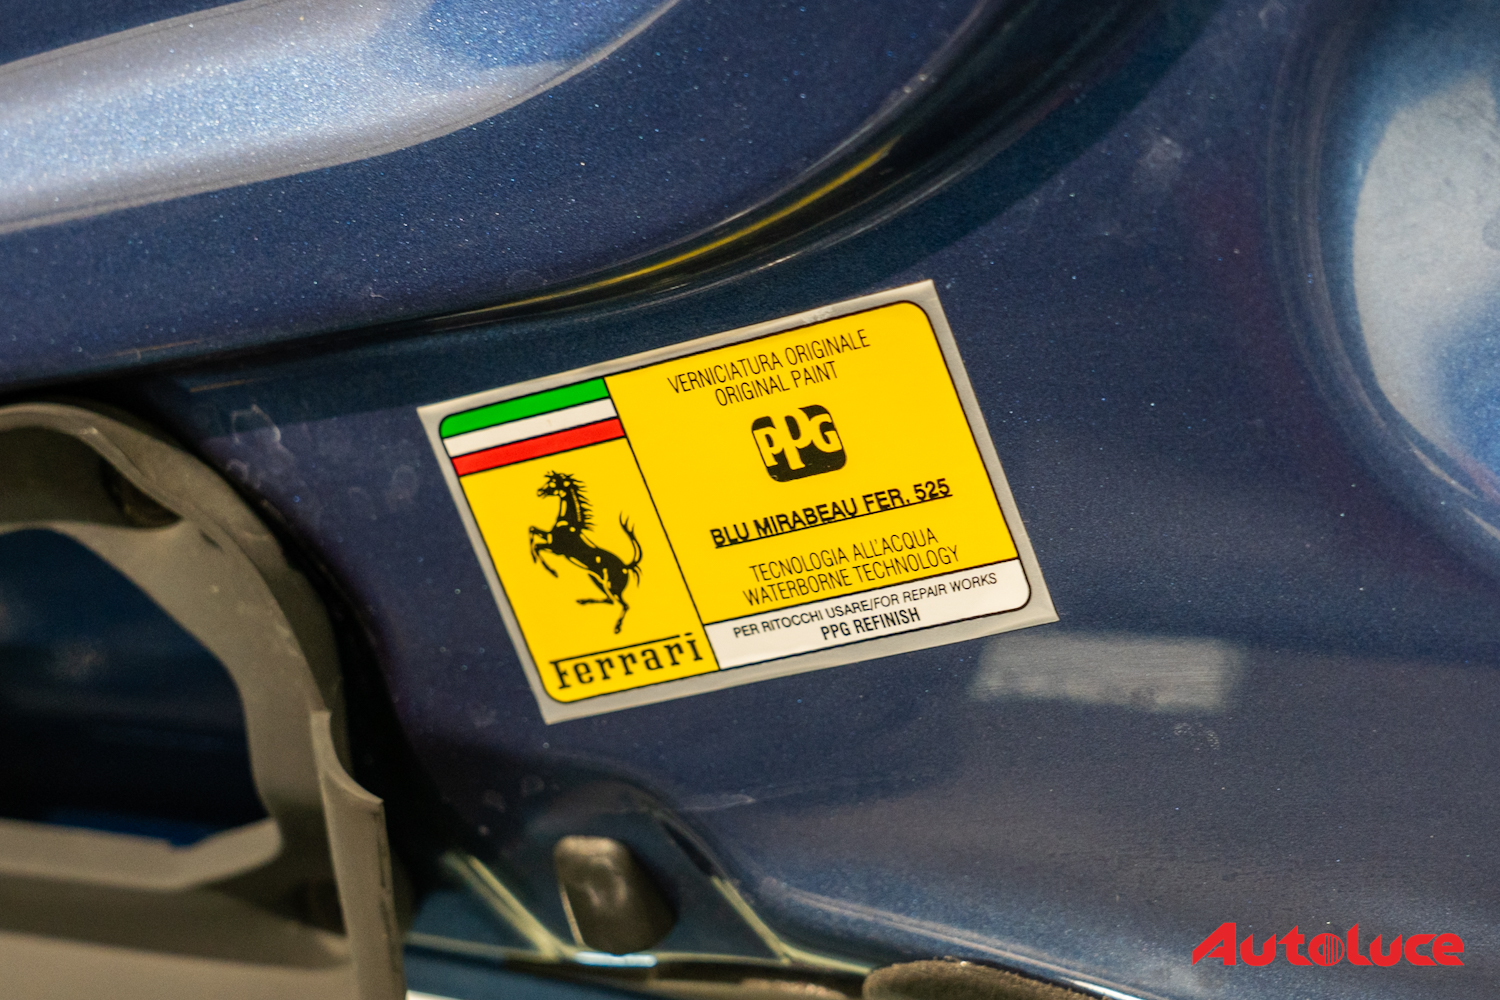 VERNICIATURA ORIGINALE
ORIGINAL PAINT
PPG
BLU MIRABEAU FER. 525
TECNOLOGIA ALL'ACQUA
WATERBORNE TECHNOLOGY
PER RITOCCHI USARE/FOR REPAIR WORKS
PPG REFINISH
Ferrari
Autoluce